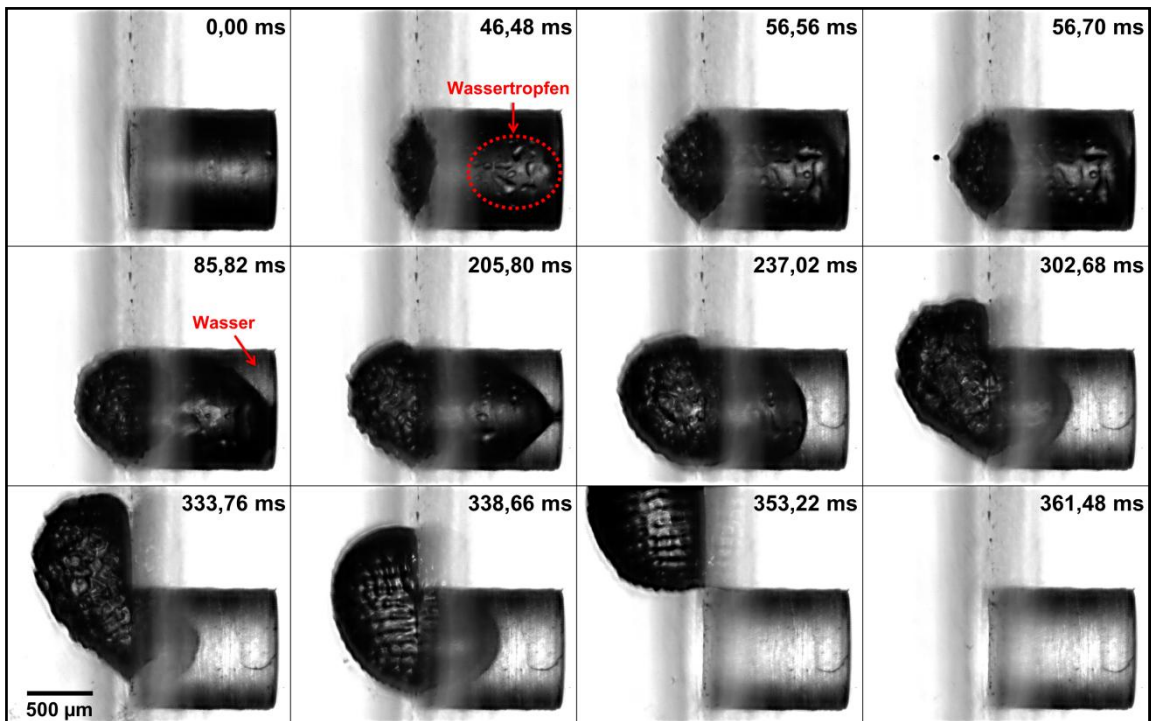 0,00 ms
46,48 ms
56,56 ms
56,70 ms
Wassertropfen
85,82 ms
205,80 ms
237,02 ms
302,68 ms
Wasser
333,76 ms
338,66 ms
353,22 ms
361,48 ms
500 µm